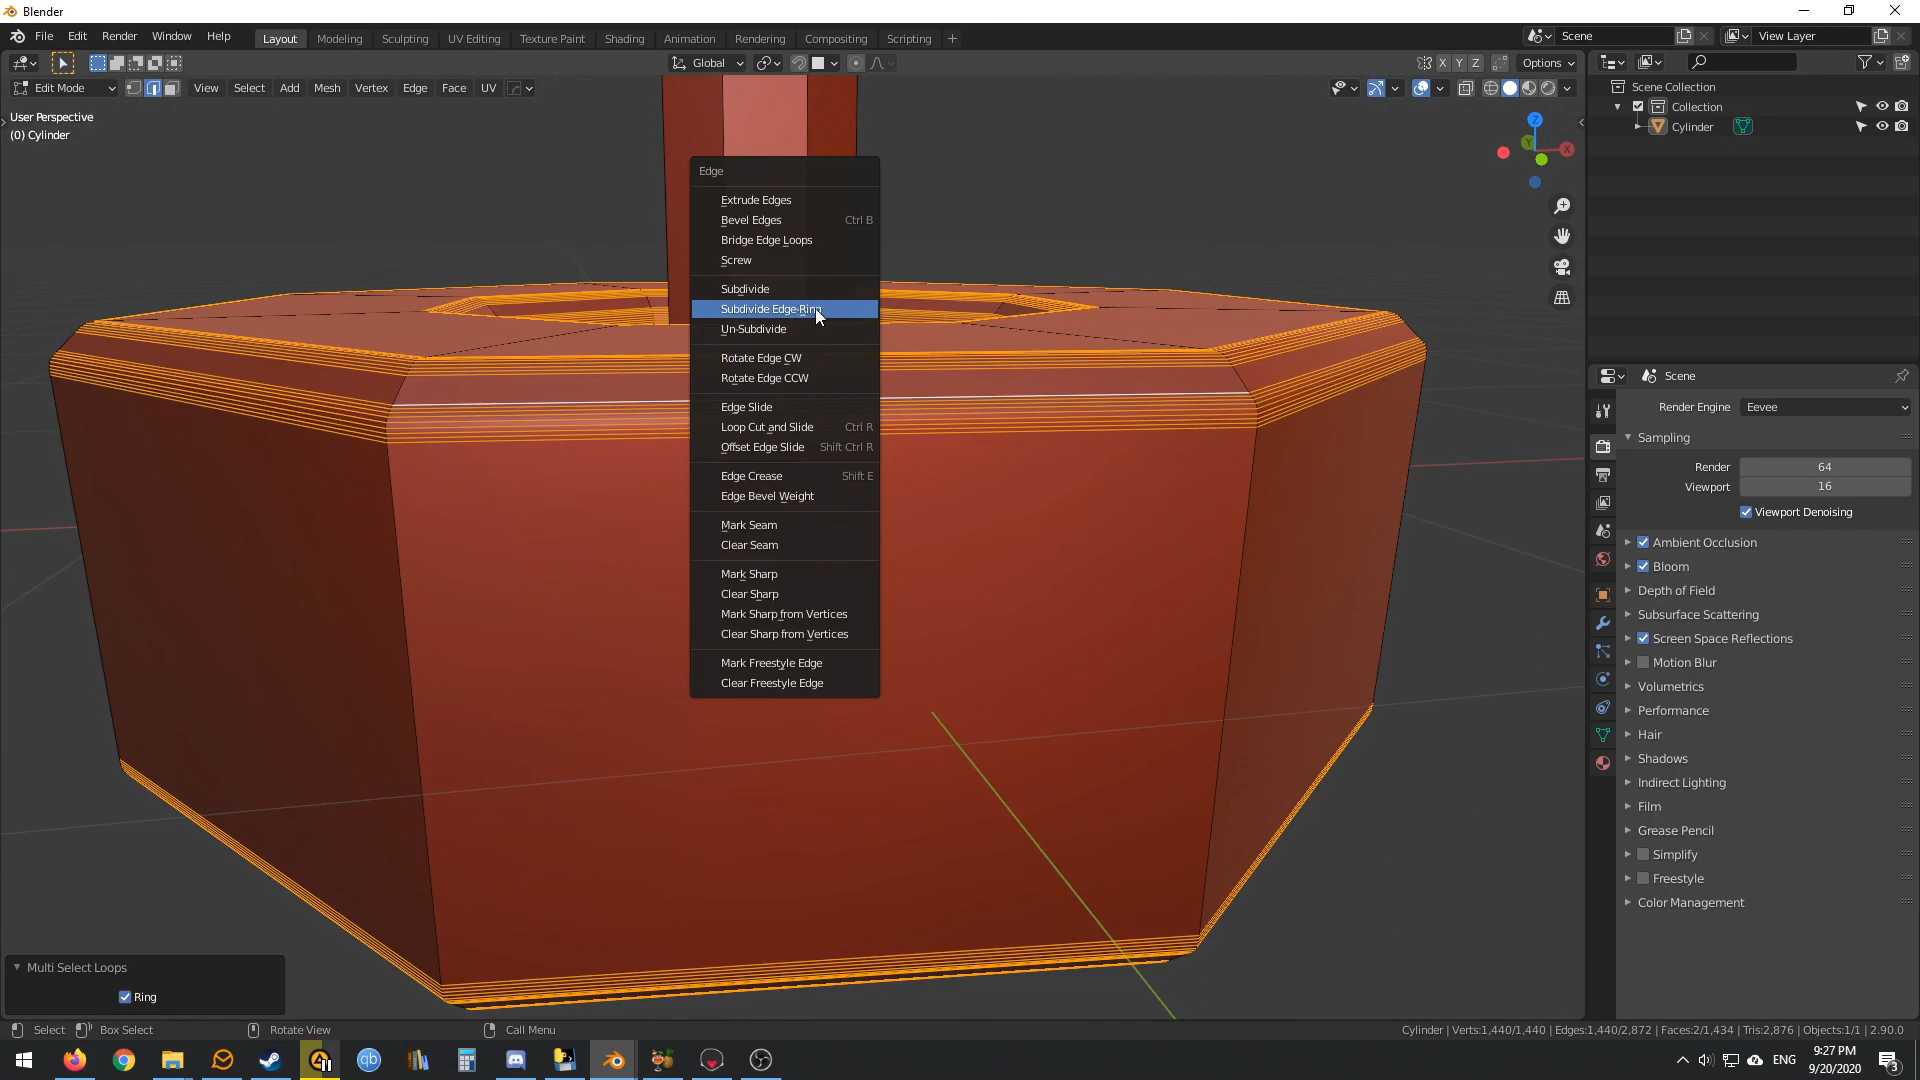 Blender
File Edit Render Window Help Layout Modeling Sculpting UV Editing Texture Paint Shading Animation Rendering Compositing Scripting + Scene View Layer
Global X Y Z Options
Edit Mode View Select Add Mesh Vertex Edge Face UV
User Perspective
(0) Cylinder
Z
Y
X
Edge
Extrude Edges
Bevel Edges Ctrl B
Bridge Edge Loops
Screw
Subdivide
Subdivide Edge-Ring
Un-Subdivide
Rotate Edge CW
Rotate Edge CCW
Edge Slide
Loop Cut and Slide Ctrl R
Offset Edge Slide Shift Ctrl R
Edge Crease Shift E
Edge Bevel Weight
Mark Seam
Clear Seam
Mark Sharp
Clear Sharp
Mark Sharp from Vertices
Clear Sharp from Vertices
Mark Freestyle Edge
Clear Freestyle Edge
Multi Select Loops
Ring
Scene Collection
Collection
Cylinder
Scene
Render Engine Eevee
Sampling
Render 64
Viewport 16
Viewport Denoising
Ambient Occlusion
Bloom
Depth of Field
Subsurface Scattering
Screen Space Reflections
Motion Blur
Volumetrics
Performance
Hair
Shadows
Indirect Lighting
Film
Grease Pencil
Simplify
Freestyle
Color Management
Select Box Select Rotate View Call Menu Cylinder | Verts:1,440/1,440 | Edges:1,440/2,872 | Faces:2/1,434 | Tris:2,876 | Objects:1/1 | 2.90.0
qb ENG 9:27 PM
9/20/2020 3